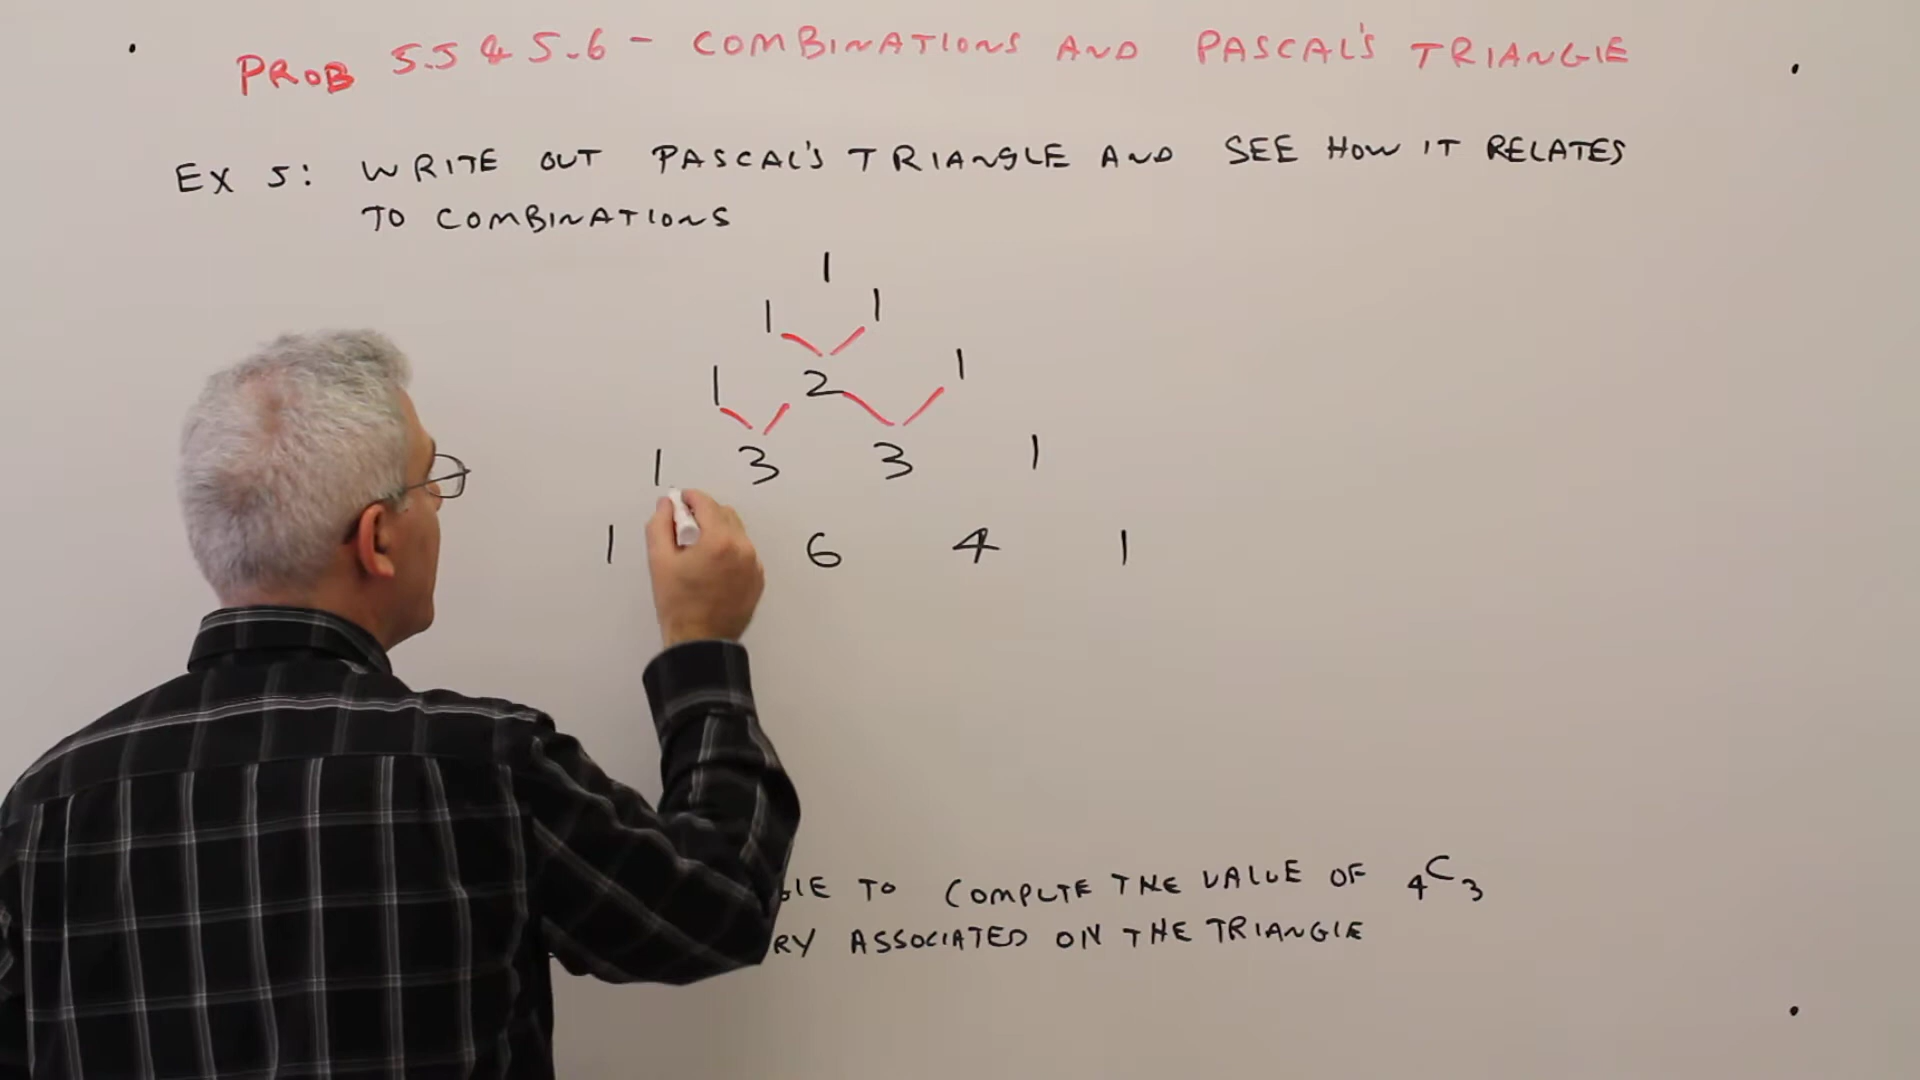 PROB 5.5 & 5.6 - COMBINATIONS AND PASCAL'S TRIANGLE
EX 5: WRITE OUT PASCAL'S TRIANGLE AND SEE HOW IT RELATES
TO COMBINATIONS
1
1 1
1 2 1
1 3 3 1
1 6 4 1
TO COMPUTE THE VALUE OF 4C3
ASSOCIATED ON THE TRIANGLE